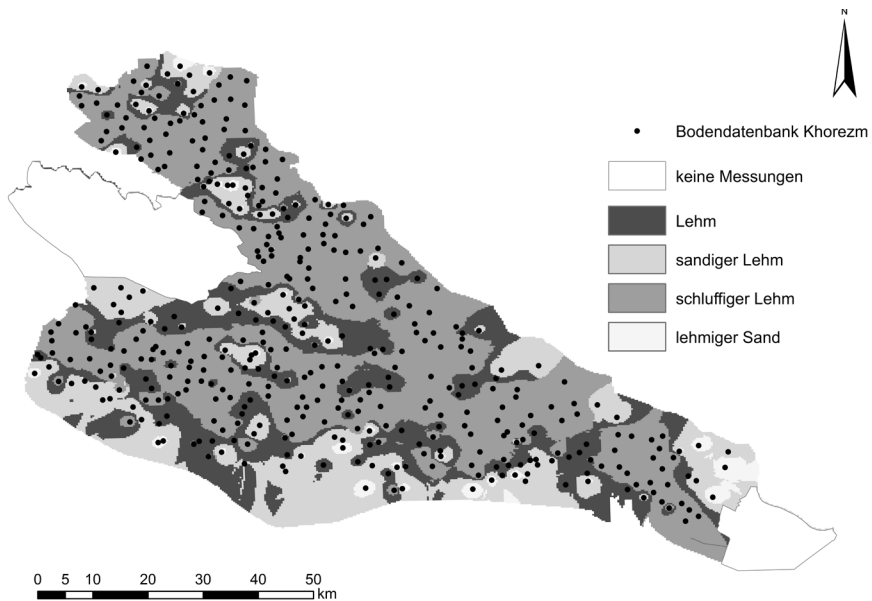 N
Bodendatenbank Khorezm
keine Messungen
Lehm
sandiger Lehm
schluffiger Lehm
lehmiger Sand
0 5 10 20 30 40 50
km